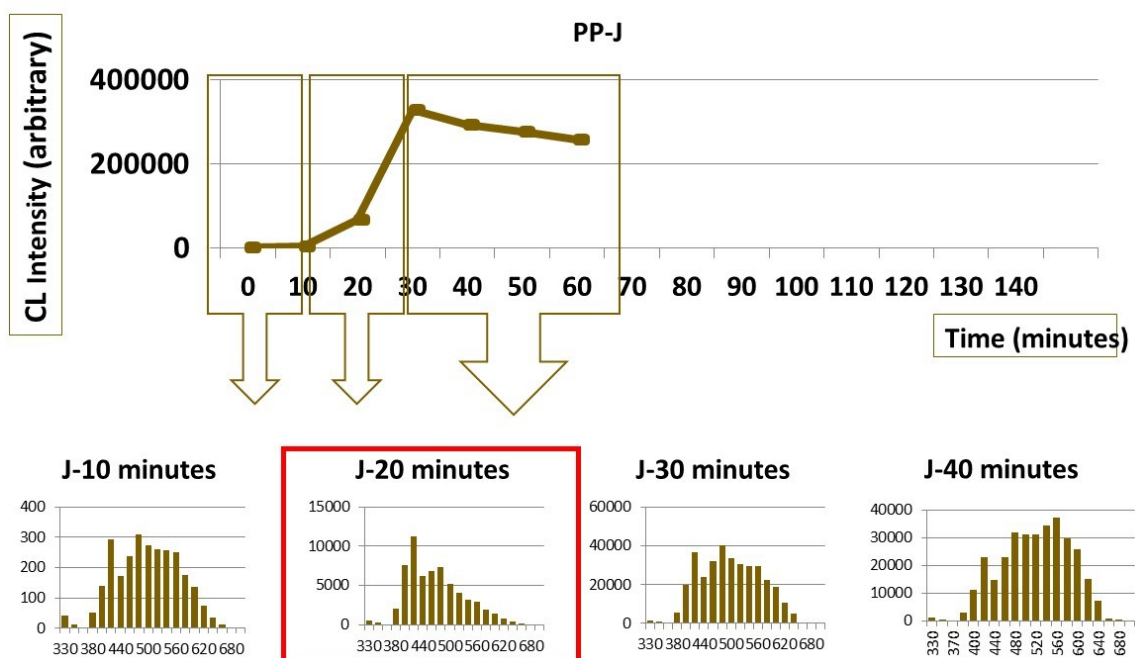 PP-J
CL Intensity (arbitrary)
400000
200000
0
0 10 20 30 40 50 60 70 80 90 100 110 120 130 140
Time (minutes)
J-10 minutes
400
300
200
100
0
330 380 440 500 560 620 680
J-20 minutes
15000
10000
5000
0
330 380 440 500 560 620 680
J-30 minutes
60000
40000
20000
0
330 380 440 500 560 620 680
J-40 minutes
40000
30000
20000
10000
0
330 370 400 440 480 520 560 600 640 680